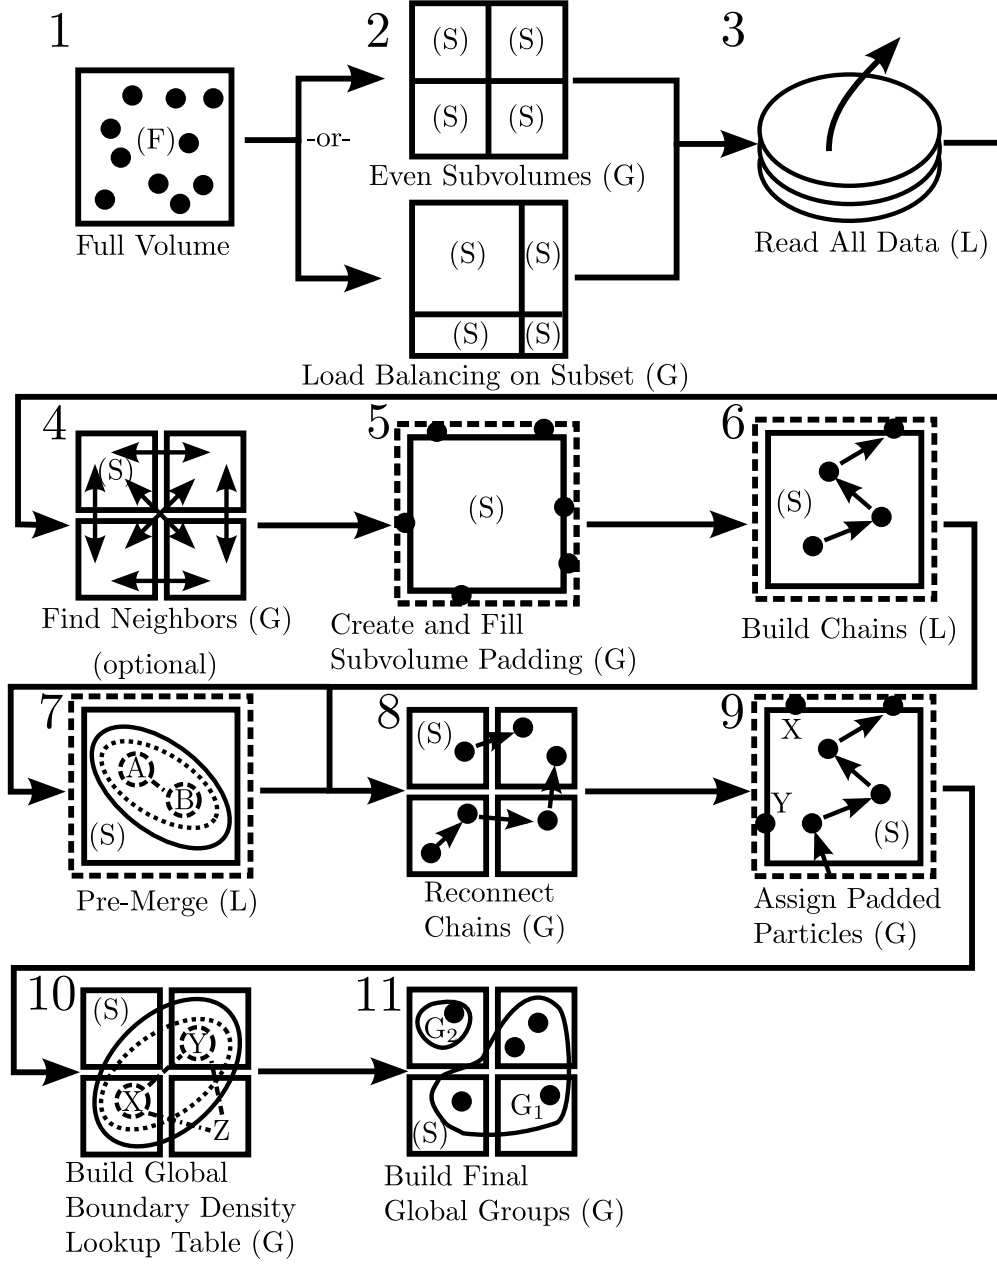 1
(F)
Full Volume
-or-
2
(S) (S)
(S) (S)
Even Subvolumes (G)
(S) (S)
(S) (S)
Load Balancing on Subset (G)
3
Read All Data (L)
4
(S)
Find Neighbors (G)
(optional)
5
(S)
Create and Fill
Subvolume Padding (G)
6
(S)
Build Chains (L)
7
A
B
(S)
Pre-Merge (L)
8
(S)
Reconnect
Chains (G)
9
X
Y
(S)
Assign Padded
Particles (G)
10
(S)
Y
X
Z
Build Global
Boundary Density
Lookup Table (G)
11
G₂
G₁
(S)
Build Final
Global Groups (G)